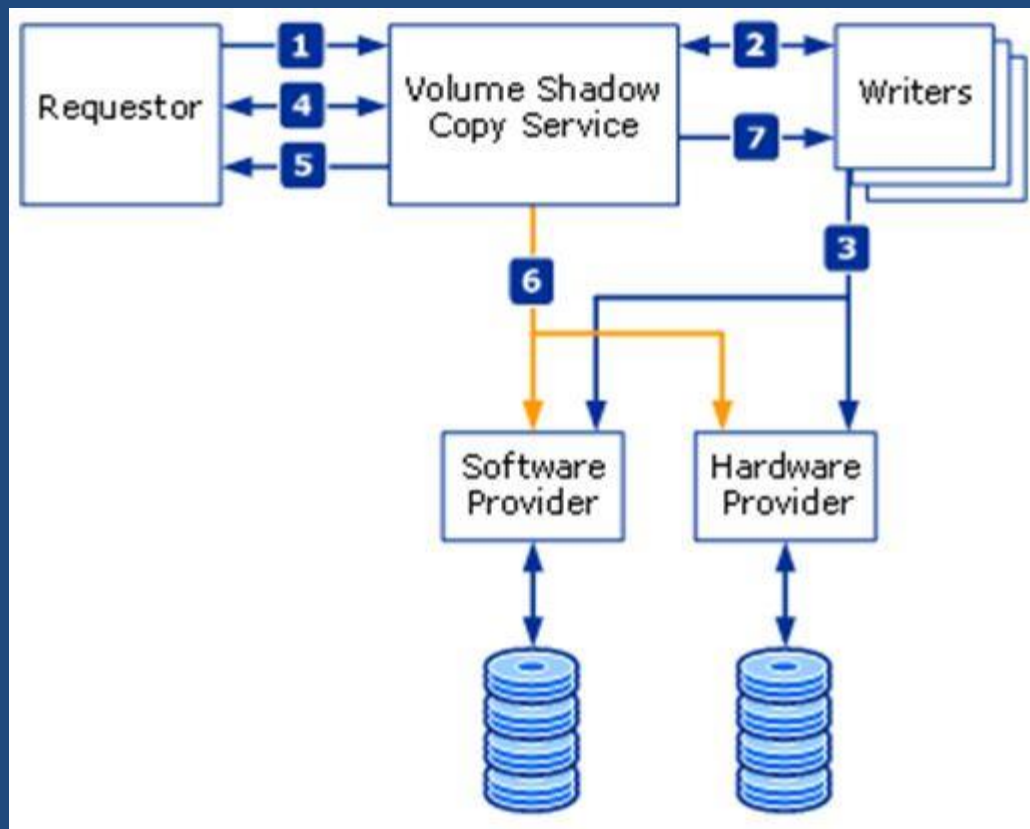 1
2
Requestor
4
Volume Shadow
Copy Service
Writers
5
7
3
6
Software
Provider
Hardware
Provider